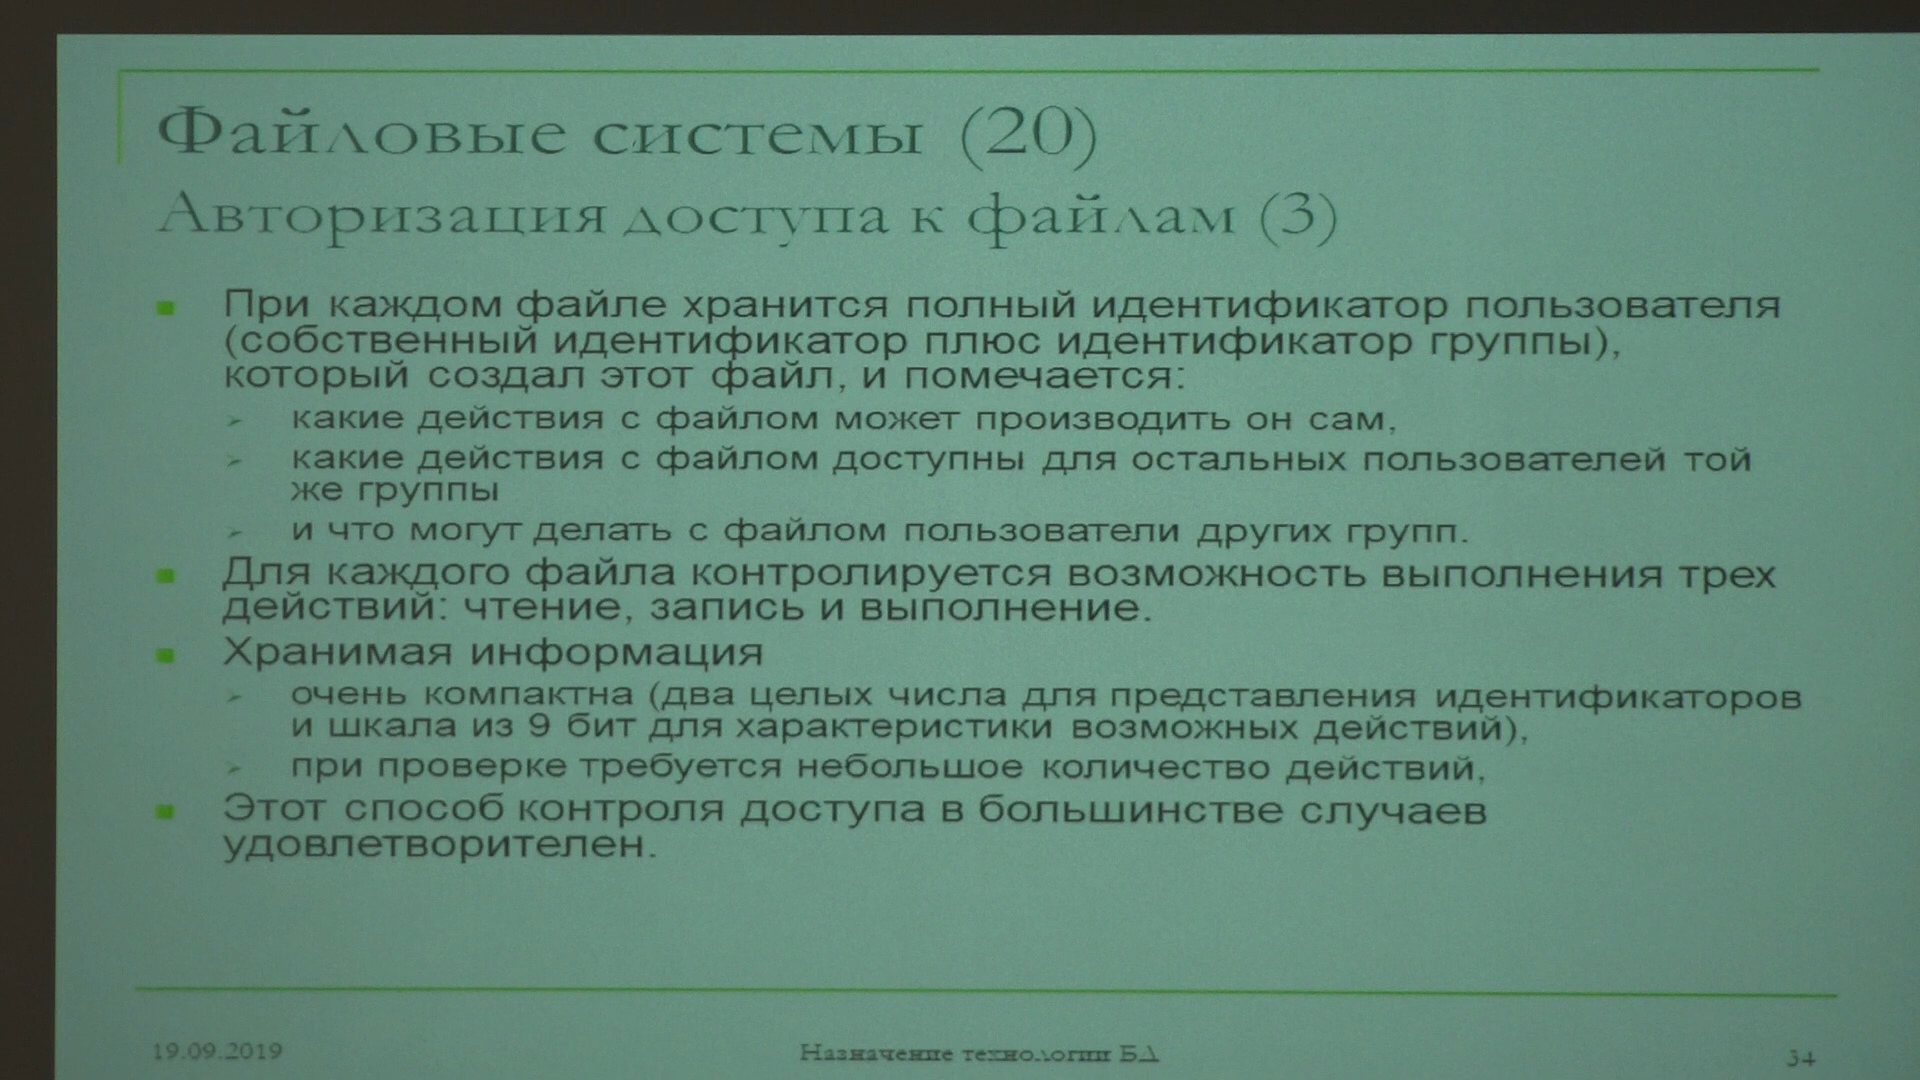 Файловые системы (20)
Авторизация доступа к файлам (3)
При каждом файле хранится полный идентификатор пользователя
(собственный идентификатор плюс идентификатор группы),
который создал этот файл, и помечается:
какие действия с файлом может производить он сам,
какие действия с файлом доступны для остальных пользователей той
же группы
и что могут делать с файлом пользователи других групп.
Для каждого файла контролируется возможность выполнения трех
действий: чтение, запись и выполнение.
Хранимая информация
очень компактна (два целых числа для представления идентификаторов
и шкала из 9 бит для характеристики возможных действий),
при проверке требуется небольшое количество действий,
Этот способ контроля доступа в большинстве случаев
удовлетворителен.
19.09.2019
Назначение технологии БД
34